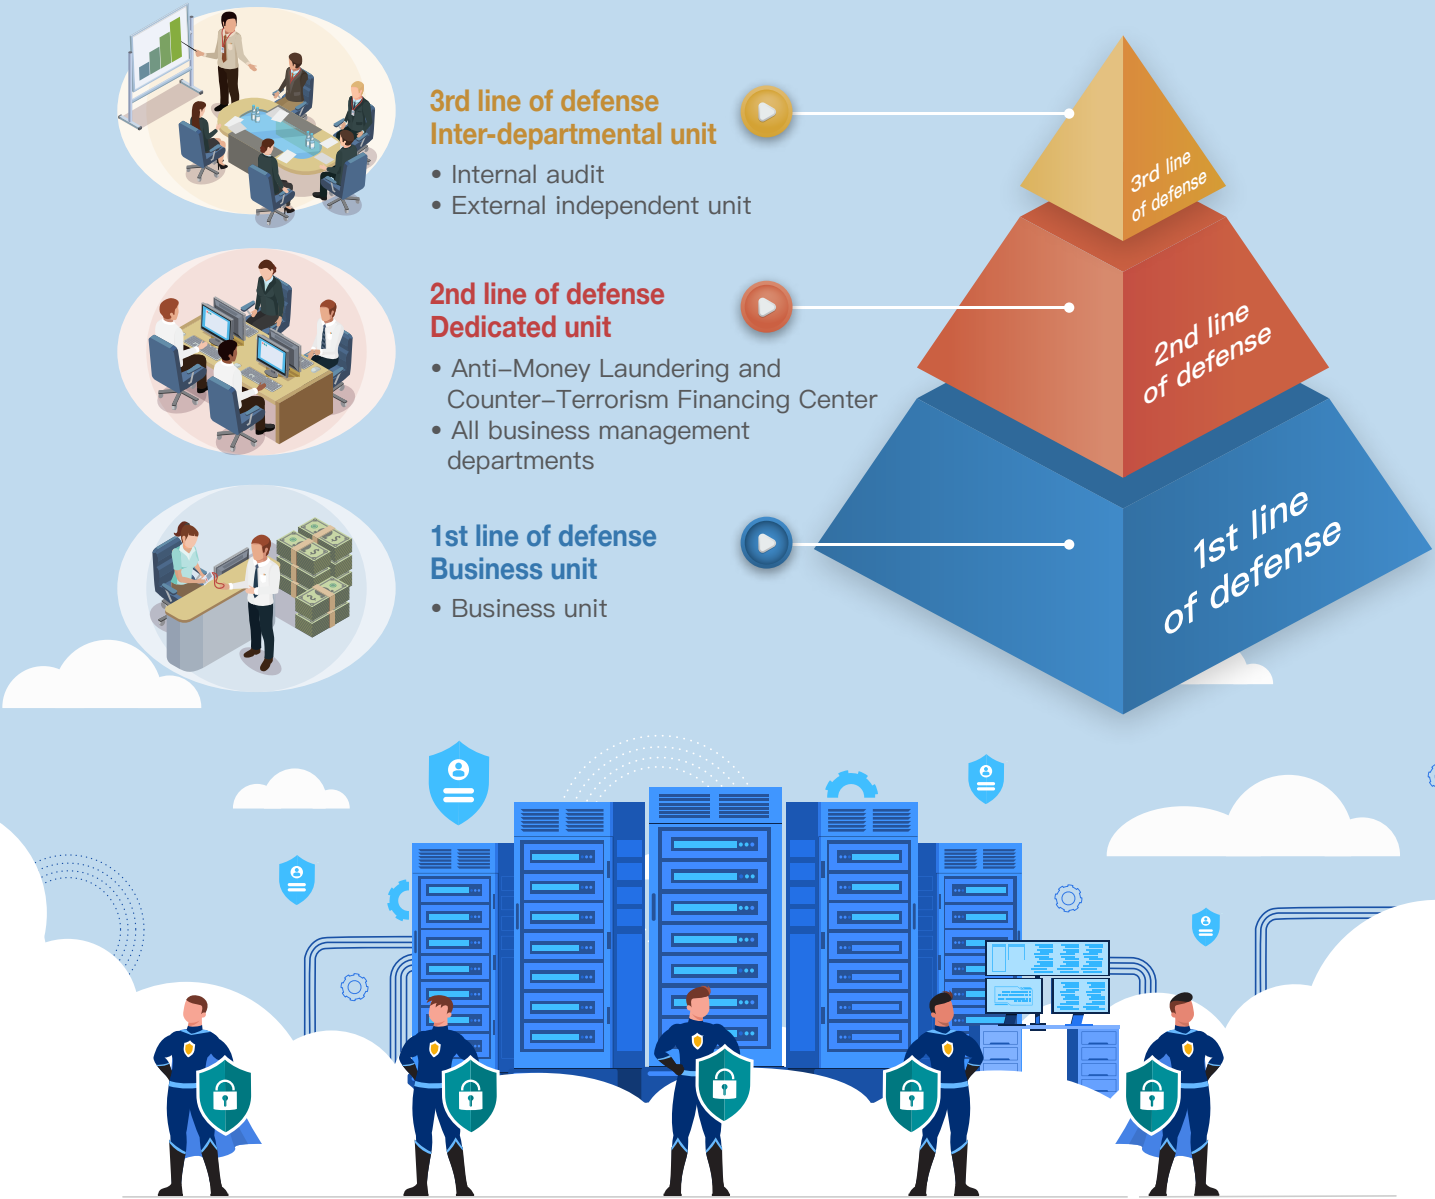 3rd line of defense
Inter-departmental unit
• Internal audit
• External independent unit
2nd line of defense
Dedicated unit
• Anti–Money Laundering and
Counter–Terrorism Financing Center
• All business management
departments
1st line of defense
Business unit
• Business unit
3rd line
of defense
2nd line
of defense
1st line
of defense